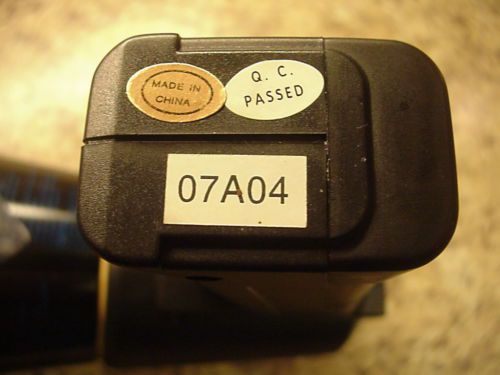 MADE IN
CHINA
Q. C.
PASSED
07A04